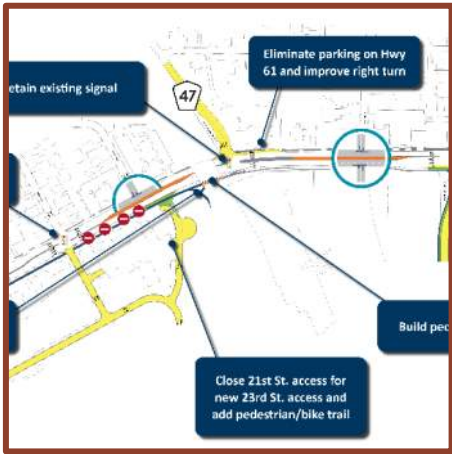 Eliminate parking on Hwy
61 and improve right turn
etain existing signal
47
Build pec
Close 21st St. access for
new 23rd St. access and
add pedestrian/bike trail